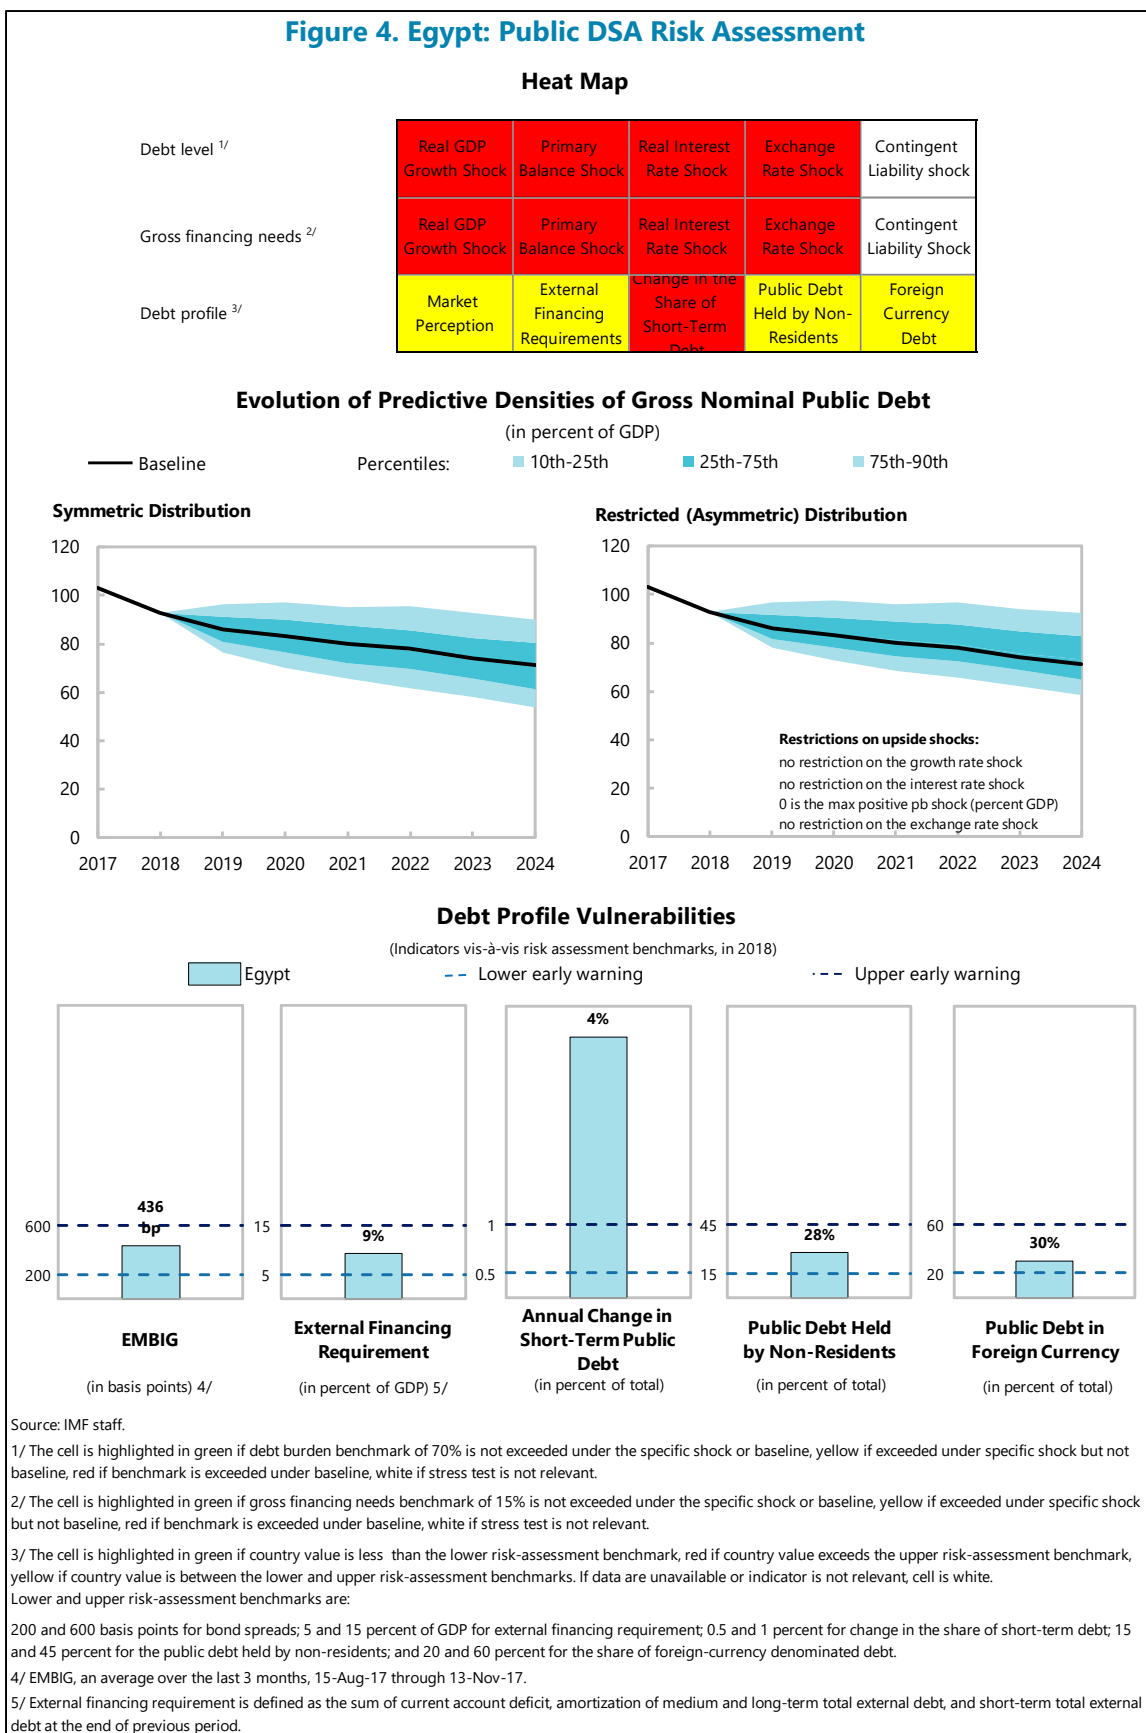 Figure 4. Egypt: Public DSA Risk Assessment
Heat Map
Debt level 1/
Real GDP Growth Shock
Primary Balance Shock
Real Interest Rate Shock
Exchange Rate Shock
Contingent Liability shock
Gross financing needs 2/
Real GDP Growth Shock
Primary Balance Shock
Real Interest Rate Shock
Exchange Rate Shock
Contingent Liability Shock
Debt profile 3/
Market Perception
External Financing Requirements
Change in the Share of Short-Term Debt
Public Debt Held by Non-Residents
Foreign Currency Debt
Evolution of Predictive Densities of Gross Nominal Public Debt
(in percent of GDP)
Baseline
Percentiles:
10th-25th
25th-75th
75th-90th
Symmetric Distribution
120
100
80
60
40
20
0
2017 2018 2019 2020 2021 2022 2023 2024
Restricted (Asymmetric) Distribution
120
100
80
60
40
20
0
Restrictions on upside shocks:
no restriction on the growth rate shock
no restriction on the interest rate shock
0 is the max positive pb shock (percent GDP)
no restriction on the exchange rate shock
2017 2018 2019 2020 2021 2022 2023 2024
Debt Profile Vulnerabilities
(Indicators vis-à-vis risk assessment benchmarks, in 2018)
Egypt
Lower early warning
Upper early warning
436
bp
600
200
EMBIG
(in basis points) 4/
9%
15
5
External Financing
Requirement
(in percent of GDP) 5/
4%
1
0.5
Annual Change in
Short-Term Public
Debt
(in percent of total)
28%
45
15
Public Debt Held
by Non-Residents
(in percent of total)
30%
60
20
Public Debt in
Foreign Currency
(in percent of total)
Source: IMF staff.
1/ The cell is highlighted in green if debt burden benchmark of 70% is not exceeded under the specific shock or baseline, yellow if exceeded under specific shock but not
baseline, red if benchmark is exceeded under baseline, white if stress test is not relevant.
2/ The cell is highlighted in green if gross financing needs benchmark of 15% is not exceeded under the specific shock or baseline, yellow if exceeded under specific shock
but not baseline, red if benchmark is exceeded under baseline, white if stress test is not relevant.
3/ The cell is highlighted in green if country value is less than the lower risk-assessment benchmark, red if country value exceeds the upper risk-assessment benchmark,
yellow if country value is between the lower and upper risk-assessment benchmarks. If data are unavailable or indicator is not relevant, cell is white.
Lower and upper risk-assessment benchmarks are:
200 and 600 basis points for bond spreads; 5 and 15 percent of GDP for external financing requirement; 0.5 and 1 percent for change in the share of short-term debt; 15
and 45 percent for the public debt held by non-residents; and 20 and 60 percent for the share of foreign-currency denominated debt.
4/ EMBIG, an average over the last 3 months, 15-Aug-17 through 13-Nov-17.
5/ External financing requirement is defined as the sum of current account deficit, amortization of medium and long-term total external debt, and short-term total external
debt at the end of previous period.